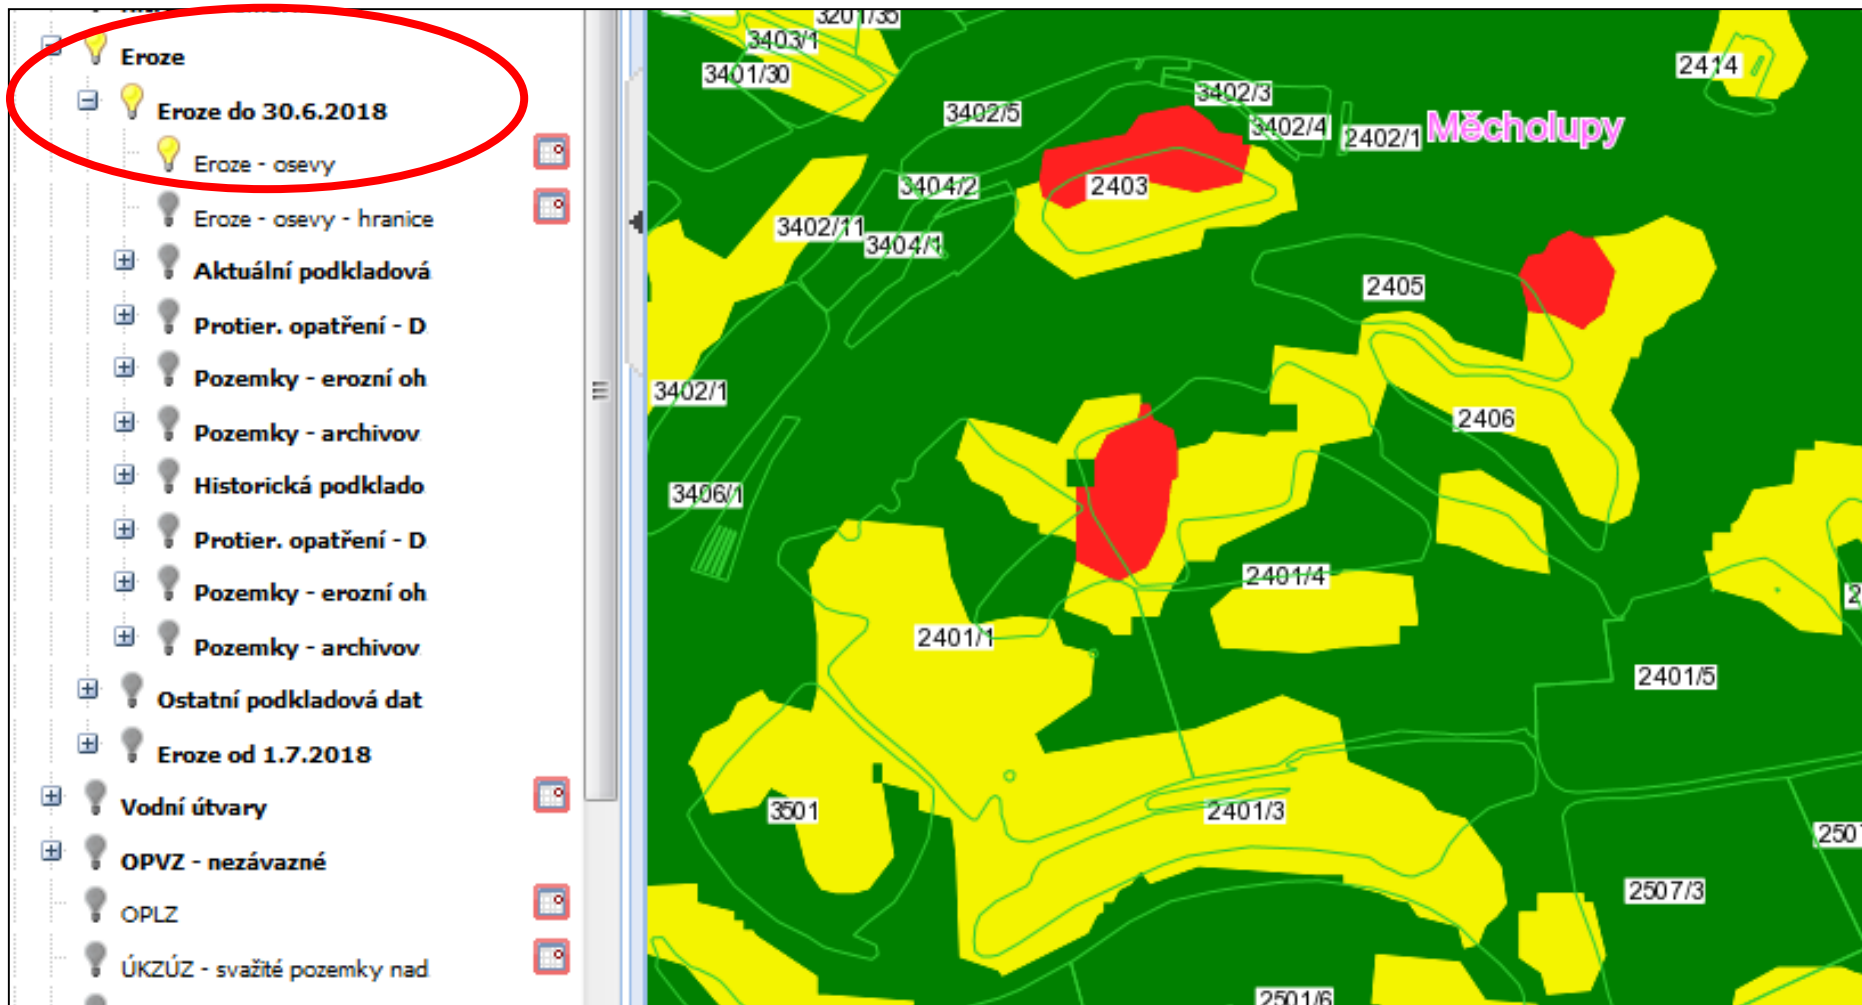 Eroze
Eroze do 30.6.2018
Eroze - osevy
Eroze - osevy - hranice
Aktuální podkladová
Protier. opatření - D
Pozemky - erozní oh
Pozemky - archivov
Historická podklado
Protier. opatření - D
Pozemky - erozní oh
Pozemky - archivov
Ostatní podkladová dat
Eroze od 1.7.2018
Vodní útvary
OPVZ - nezávazné
OPLZ
ÚKZÚZ - svažité pozemky nad
3201/35
3403/1
3401/30
2414
3402/3
3402/5
3402/4
2402/1
Měcholupy
3404/2
2403
3402/11
3404/1
2405
3402/1
2406
3406/1
2401/4
2401/1
2401/5
3501
2401/3
2507/3
2501/6